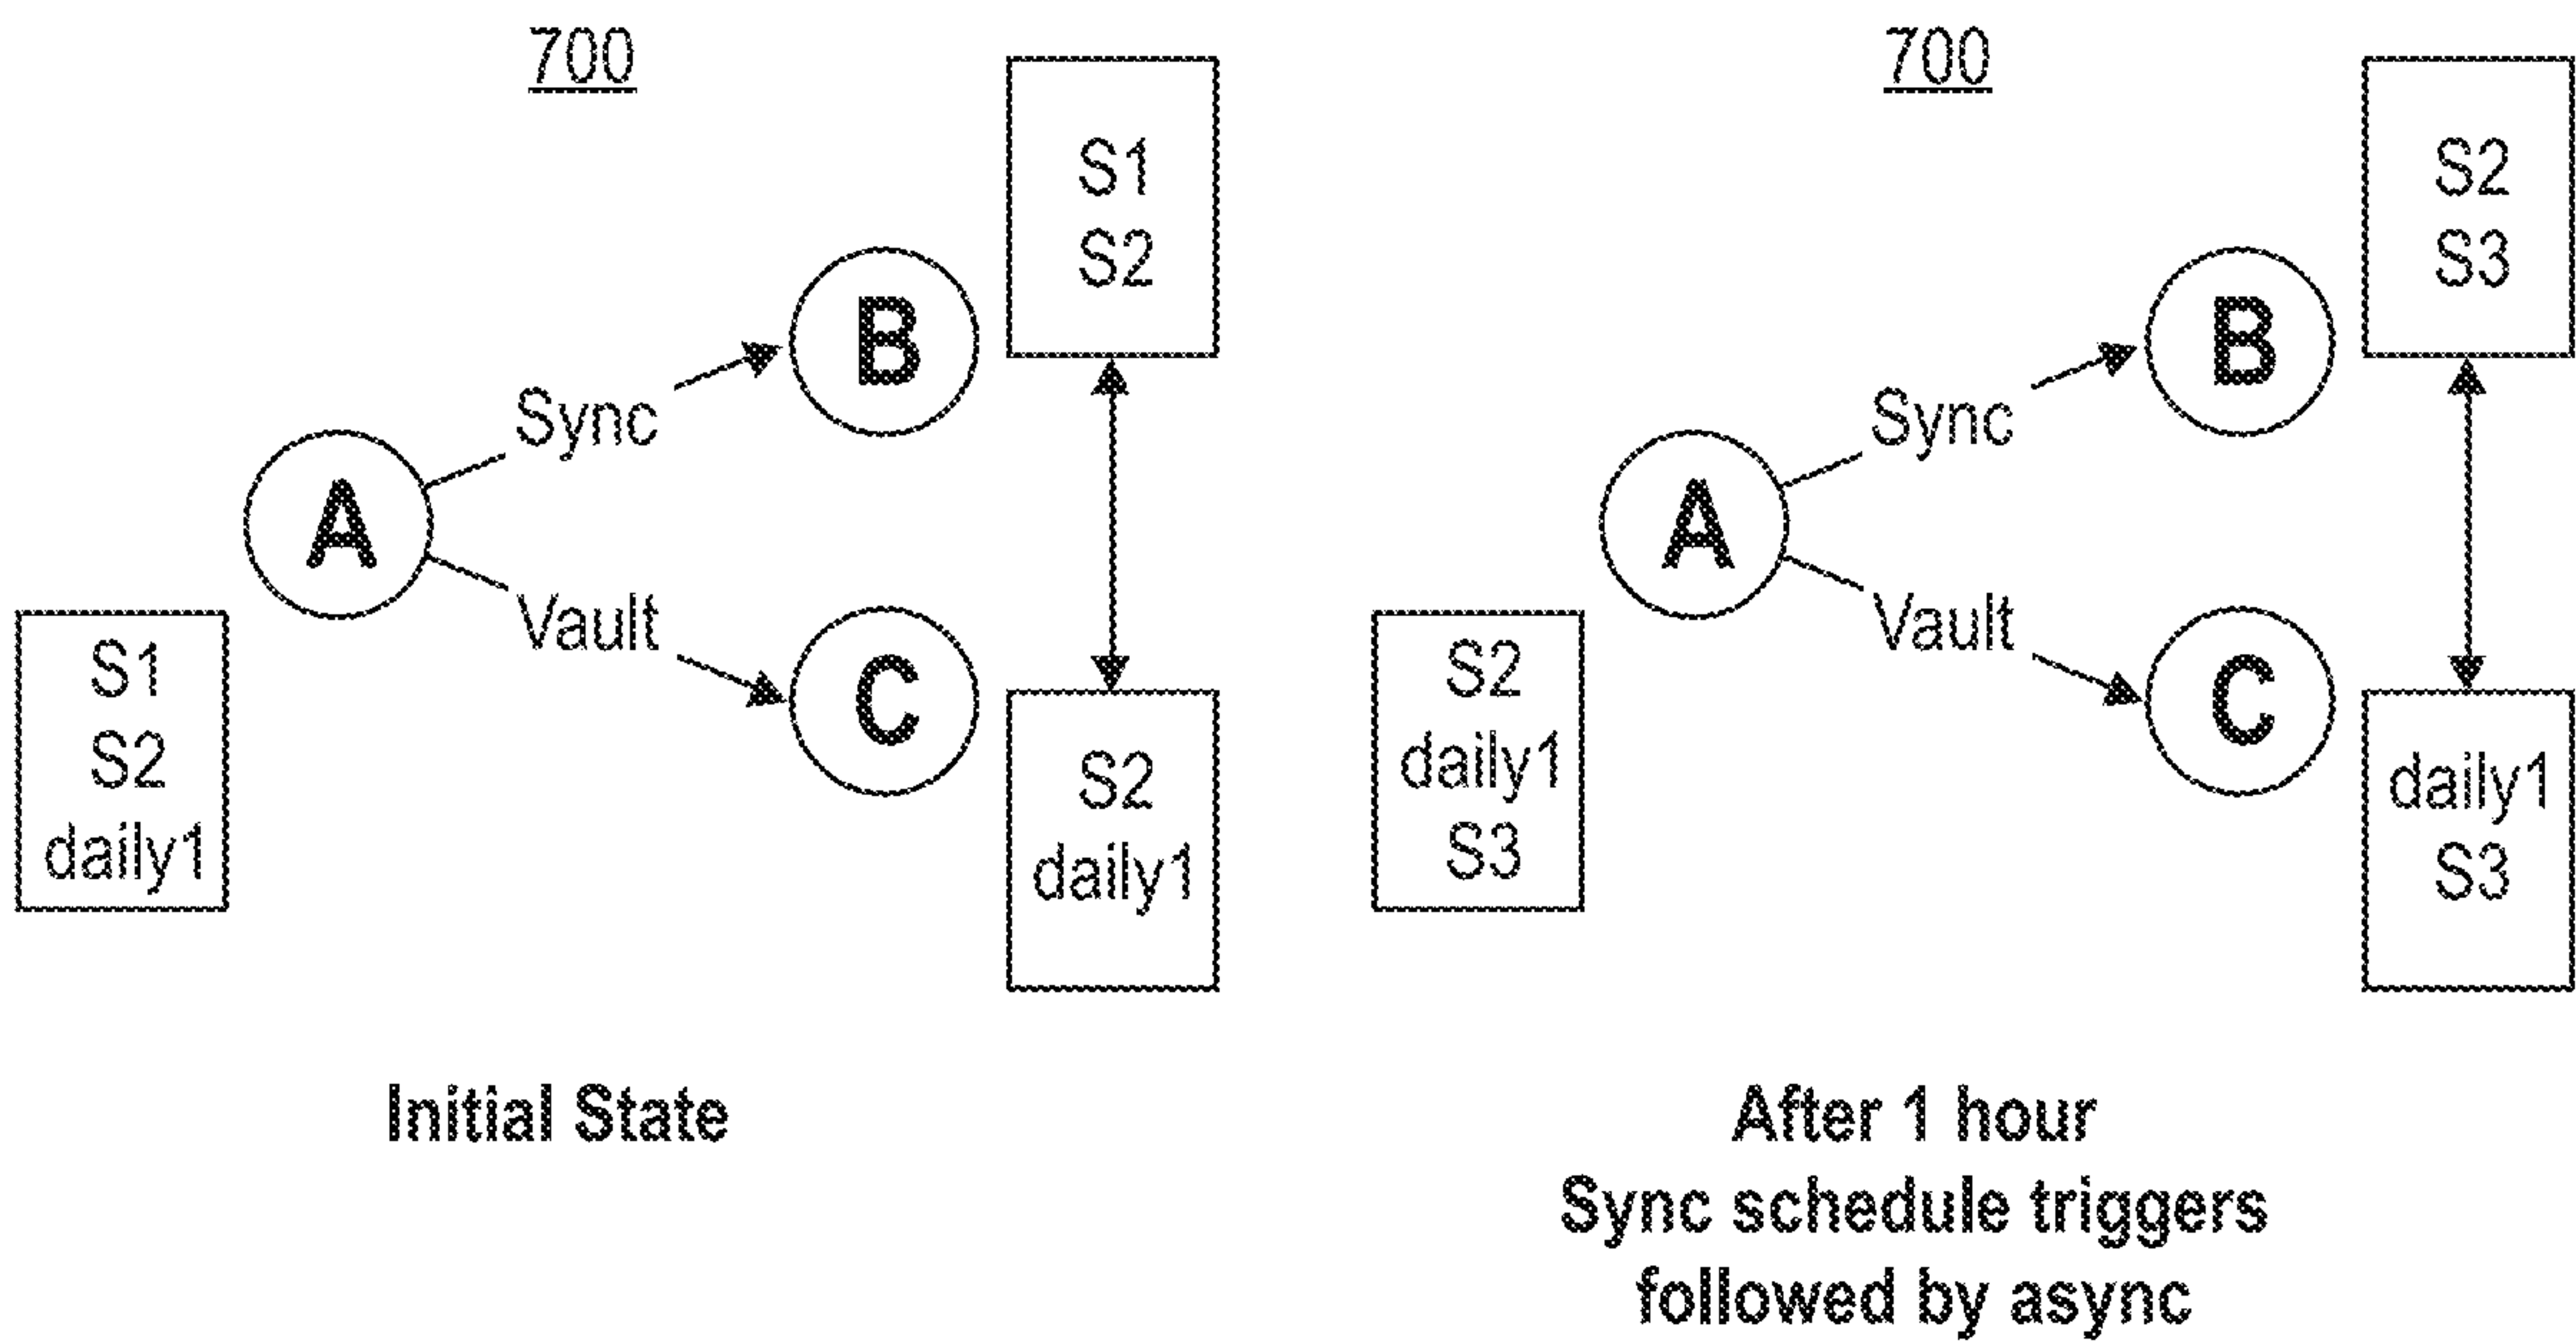 700
S1
S2
B
Sync
A
Vault
C
S1
S2
daily1
S2
daily1
Initial State
700
S2
S3
B
Sync
A
Vault
C
S2
daily1
S3
daily1
S3
After 1 hour
Sync schedule triggers
followed by async